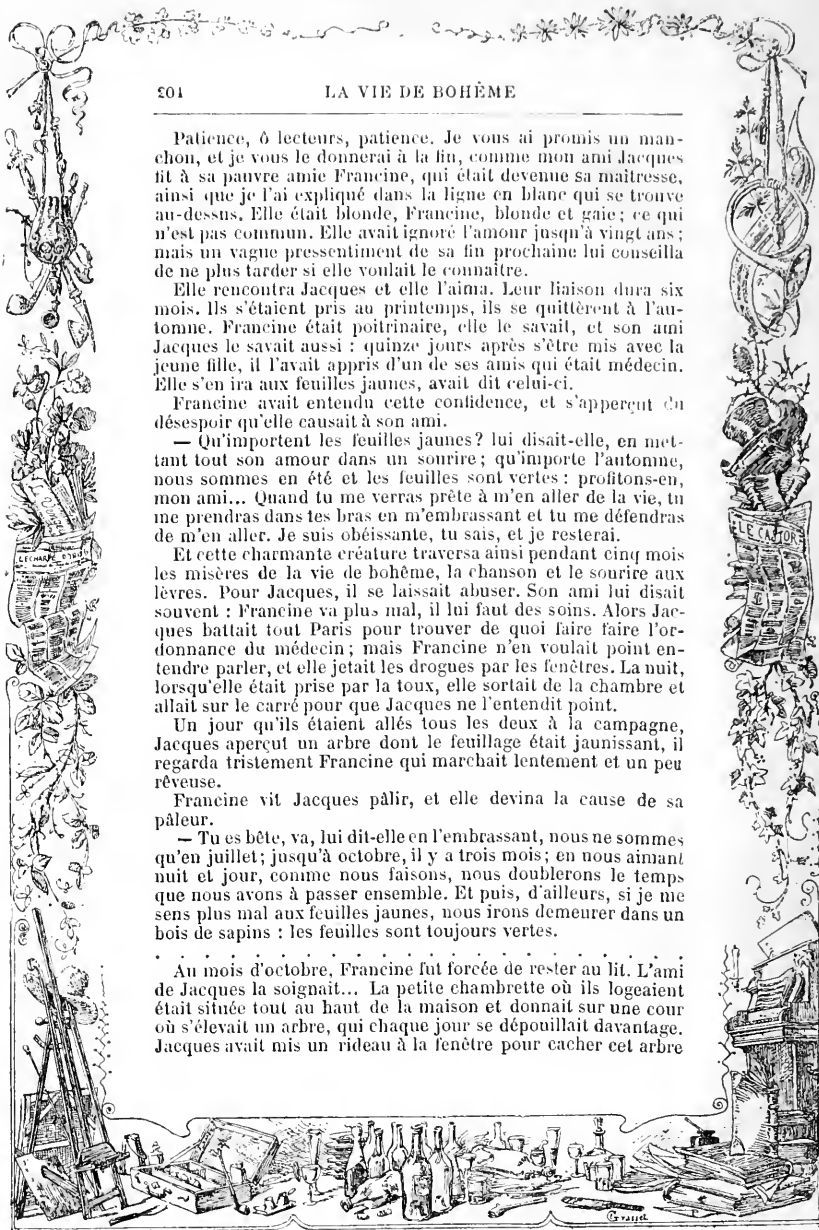 201 LA VIE DE BOHÊME
Patience, ô lecteurs, patience. Je vous ai promis un man-
chon, et je vous le donnerai à la fin, comme mon ami Jacques
fit à sa pauvre amie Francine, qui était devenue sa maitresse,
ainsi que je l'ai expliqué dans la ligne en blanc qui se trouve
au-dessus. Elle était blonde, Francine, blonde et gaie; ce qui
n'est pas commun. Elle avait ignoré l'amour jusqu'à vingt ans;
mais un vague pressentiment de sa fin prochaine lui conseilla
de ne plus tarder si elle voulait le connaitre.
Elle rencontra Jacques et elle l'aima. Leur liaison dura six
mois. Ils s'étaient pris au printemps, ils se quittèrent à l'au-
tomne. Francine était poitrinaire, elle le savait, et son ami
Jacques le savait aussi : quinze jours après s'être mis avec la
jeune fille, il l'avait appris d'un de ses amis qui était médecin.
Elle s'en ira aux feuilles jaunes, avait dit celui-ci.
Francine avait entendu cette confidence, et s'apperçut du
désespoir qu'elle causait à son ami.
— Qu'importent les feuilles jaunes? lui disait-elle, en met-
tant tout son amour dans un sourire; qu'importe l'automne,
nous sommes en été et les feuilles sont vertes : profitons-en,
mon ami... Quand tu me verras prête à m'en aller de la vie, tu
me prendras dans tes bras en m'embrassant et tu me défendras
de m'en aller. Je suis obéissante, tu sais, et je resterai.
Et cette charmante créature traversa ainsi pendant cinq mois
les misères de la vie de bohême, la chanson et le sourire aux
lèvres. Pour Jacques, il se laissait abuser. Son ami lui disait
souvent : Francine va plus mal, il lui faut des soins. Alors Jac-
ques battait tout Paris pour trouver de quoi faire faire l'or-
donnance du médecin; mais Francine n'en voulait point en-
tendre parler, et elle jetait les drogues par les fenêtres. La nuit,
lorsqu'elle était prise par la toux, elle sortait de la chambre et
allait sur le carré pour que Jacques ne l'entendit point.
Un jour qu'ils étaient allés tous les deux à la campagne,
Jacques aperçut un arbre dont le feuillage était jaunissant, il
regarda tristement Francine qui marchait lentement et un peu
rêveuse.
Francine vit Jacques pâlir, et elle devina la cause de sa
pâleur.
— Tu es bête, va, lui dit-elle en l'embrassant, nous ne sommes
qu'en juillet; jusqu'à octobre, il y a trois mois; en nous aimant
nuit et jour, comme nous faisons, nous doublerons le temps
que nous avons à passer ensemble. Et puis, d'ailleurs, si je me
sens plus mal aux feuilles jaunes, nous irons demeurer dans un
bois de sapins : les feuilles sont toujours vertes.
. . . . . . . . . . . . . . . . . . . .
Au mois d'octobre, Francine fut forcée de rester au lit. L'ami
de Jacques la soignait... La petite chambrette où ils logeaient
était située tout au haut de la maison et donnait sur une cour
où s'élevait un arbre, qui chaque jour se dépouillait davantage.
Jacques avait mis un rideau à la fenêtre pour cacher cet arbre
LE CASTOR
Grasset